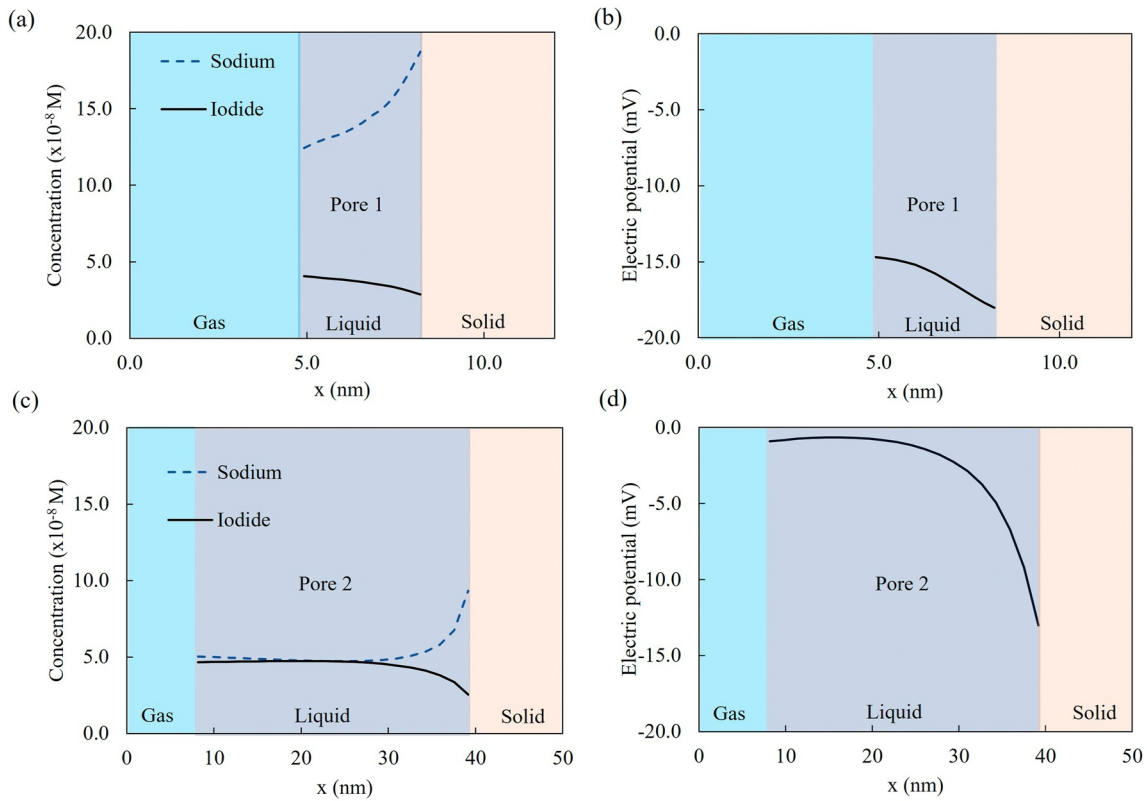 (a)
20.0
15.0
10.0
5.0
0.0
Concentration (x10⁻⁸ M)
Sodium
Iodide
Pore 1
Gas
Liquid
Solid
0.0
5.0
10.0
x (nm)
(b)
0.0
-5.0
-10.0
-15.0
-20.0
Electric potential (mV)
Pore 1
Gas
Liquid
Solid
0.0
5.0
10.0
x (nm)
(c)
20.0
15.0
10.0
5.0
0.0
Concentration (x10⁻⁸ M)
Sodium
Iodide
Pore 2
Gas
Liquid
Solid
0
10
20
30
40
50
x (nm)
(d)
0.0
-5.0
-10.0
-15.0
-20.0
Electric potential (mV)
Pore 2
Gas
Liquid
Solid
0
10
20
30
40
50
x (nm)